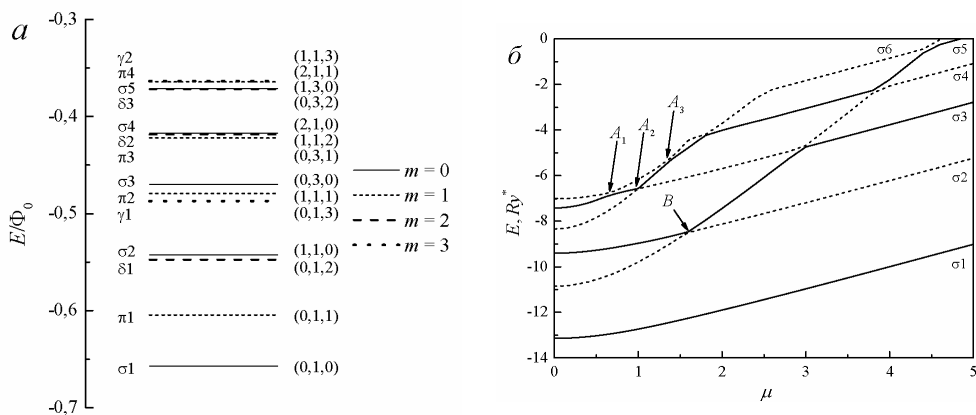 а
-0,3
-0,4
-0,5
-0,6
-0,7
E/Φ₀
γ2
π4
σ5
δ3
σ4
δ2
π3
σ3
π2
γ1
σ2
δ1
π1
σ1
(1,1,3)
(2,1,1)
(1,3,0)
(0,3,2)
(2,1,0)
(1,1,2)
(0,3,1)
(0,3,0)
(1,1,1)
(0,1,3)
(1,1,0)
(0,1,2)
(0,1,1)
(0,1,0)
m = 0
m = 1
m = 2
m = 3
б
0
-2
-4
-6
-8
-10
-12
-14
E, Ry*
σ6
σ5
σ4
σ3
σ2
σ1
A₁
A₂
A₃
B
0 1 2 3 4 5
μ